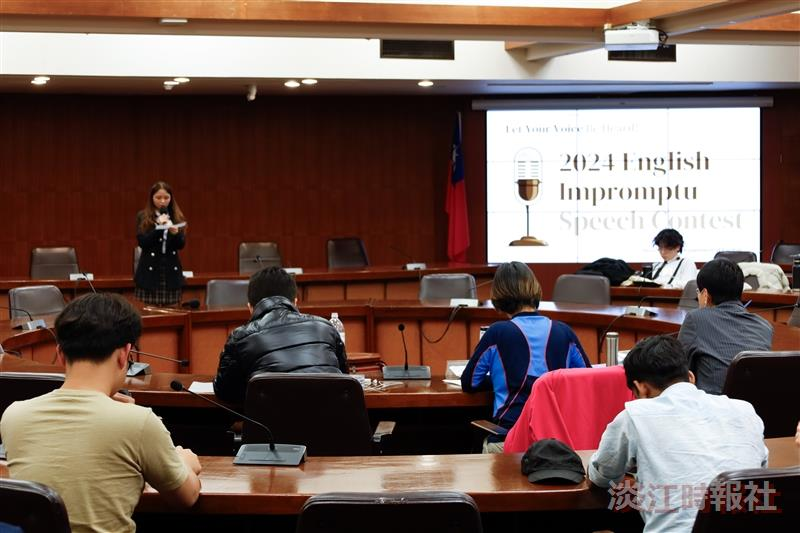 Let Your Voice Be Heard!
2024 English
Impromptu
Speech Contest
淡江時報社